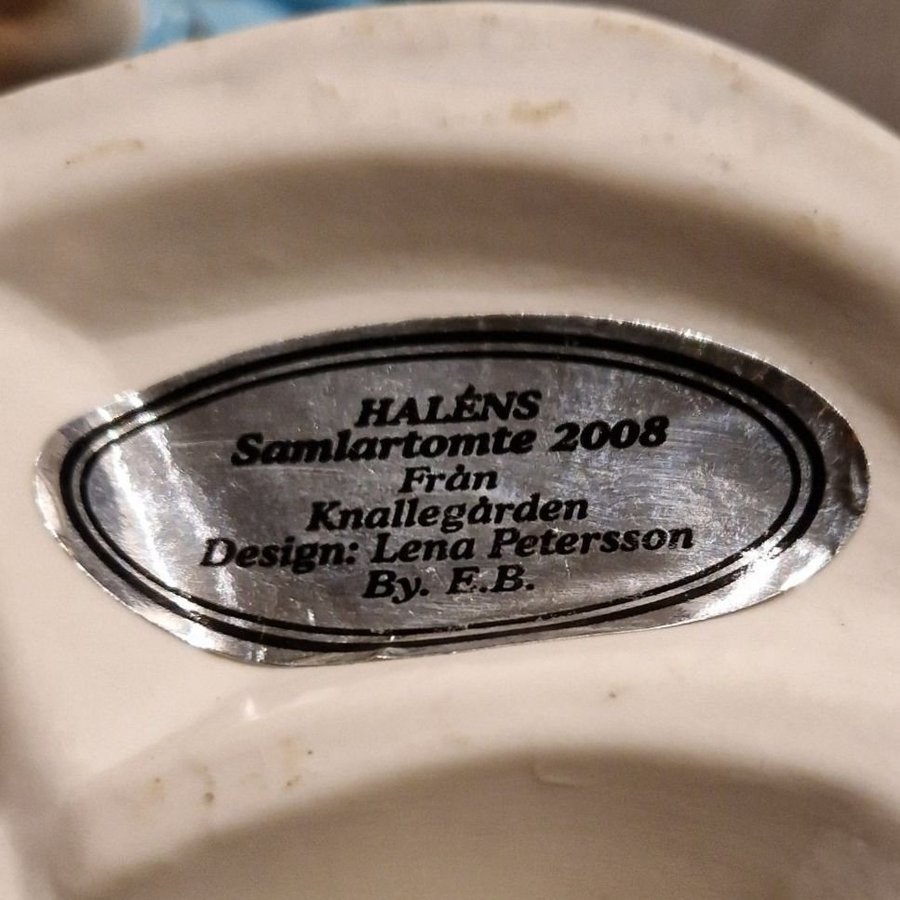 HALÉNS
Samlartomte 2008
Från
Knallegården
Design: Lena Petersson
By. E.B.